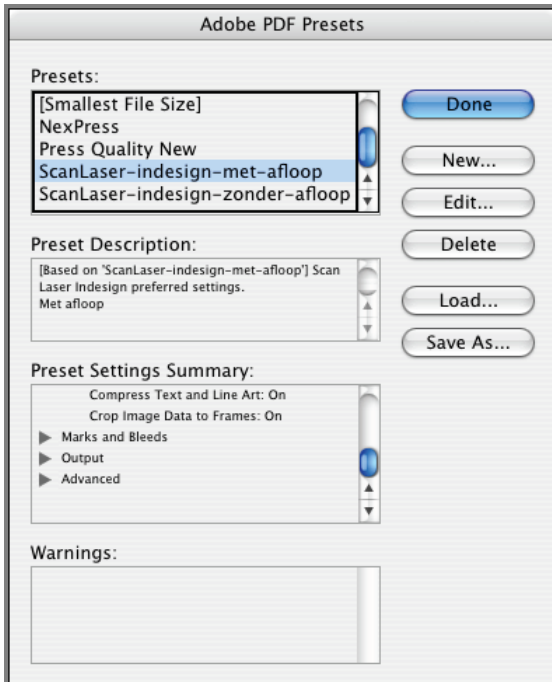 Adobe PDF Presets
Presets:
[Smallest File Size]
NexPress
Press Quality New
ScanLaser-indesign-met-afloop
ScanLaser-indesign-zonder-afloop
Done
New...
Edit...
Delete
Load...
Save As...
Preset Description:
[Based on 'ScanLaser-indesign-met-afloop'] Scan
Laser Indesign preferred settings.
Met afloop
Preset Settings Summary:
Compress Text and Line Art: On
Crop Image Data to Frames: On
Marks and Bleeds
Output
Advanced
Warnings: